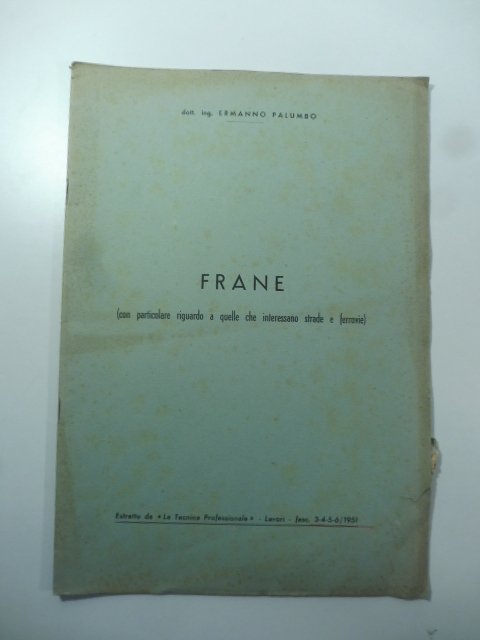 dott. ing. ERMANNO PALUMBO
FRANE
(con particolare riguardo a quelle che interessano strade e ferrovie)
Estratto da "La Tecnica Professionale" - Lavori - fasc. 3-4-5-6/1951